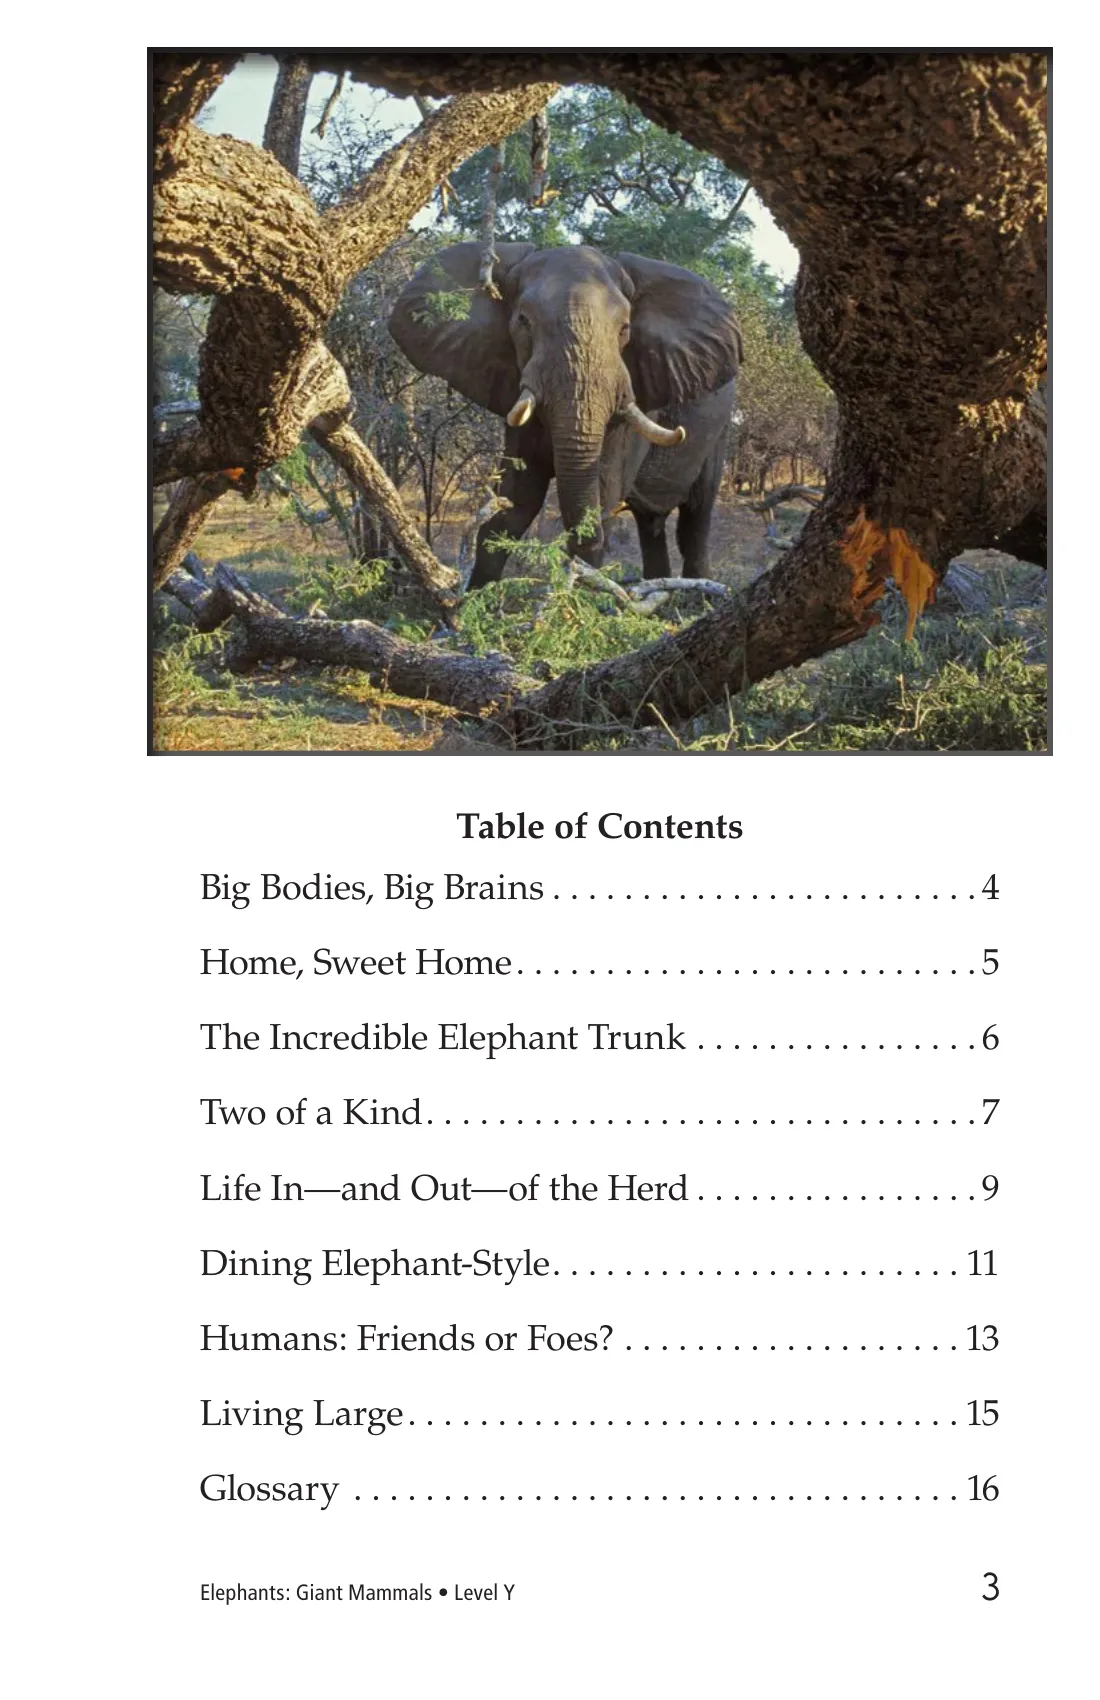 Table of Contents
Big Bodies, Big Brains . . . . . . . . . . . . . . . . . . . . . . . . 4
Home, Sweet Home. . . . . . . . . . . . . . . . . . . . . . . . . . 5
The Incredible Elephant Trunk . . . . . . . . . . . . . . . . 6
Two of a Kind. . . . . . . . . . . . . . . . . . . . . . . . . . . . . . . 7
Life In—and Out—of the Herd . . . . . . . . . . . . . . . . 9
Dining Elephant-Style. . . . . . . . . . . . . . . . . . . . . . . 11
Humans: Friends or Foes? . . . . . . . . . . . . . . . . . . . 13
Living Large. . . . . . . . . . . . . . . . . . . . . . . . . . . . . . . 15
Glossary . . . . . . . . . . . . . . . . . . . . . . . . . . . . . . . . . . 16
Elephants: Giant Mammals • Level Y 3